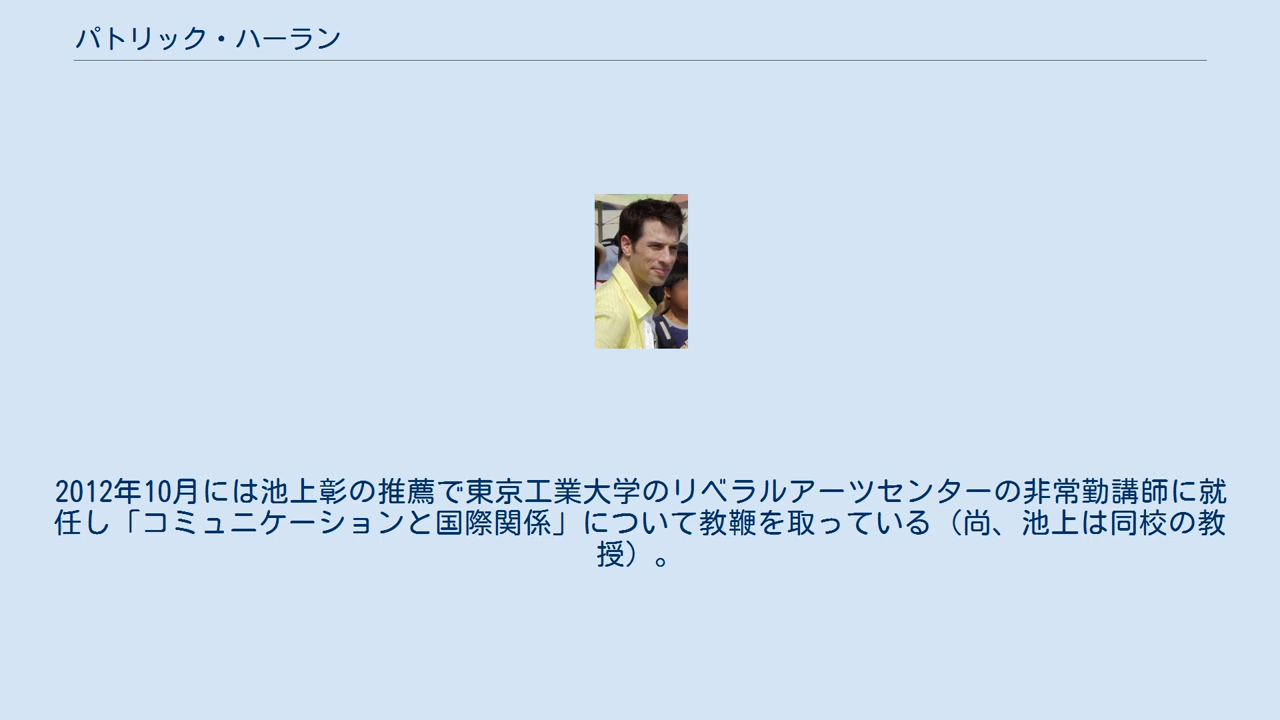 パトリック・ハーラン
2012年10月には池上彰の推薦で東京工業大学のリベラルアーツセンターの非常勤講師に就
任し「コミュニケーションと国際関係」について教鞭を取っている（尚、池上は同校の教
授）。